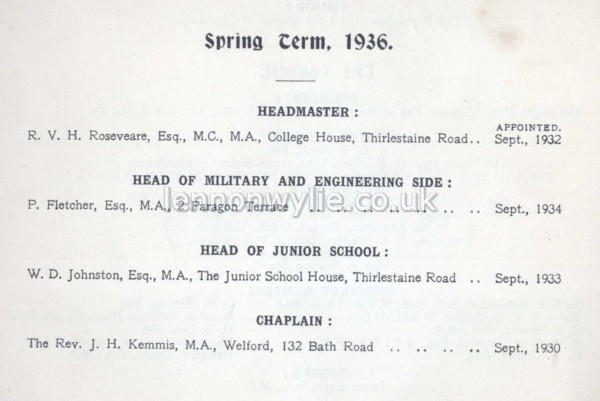 Spring Term, 1936.
HEADMASTER :
APPOINTED.
R. V. H. Roseveare, Esq., M.C., M.A., College House, Thirlestaine Road.. Sept., 1932
HEAD OF MILITARY AND ENGINEERING SIDE :
lennonwylie.co.uk
P. Fletcher, Esq., M.A., 2 Paragon Terrace .. .. .. .. .. .. .. Sept., 1934
HEAD OF JUNIOR SCHOOL :
W. D. Johnston, Esq., M.A., The Junior School House, Thirlestaine Road .. Sept., 1933
CHAPLAIN :
The Rev. J. H. Kemmis, M.A., Welford, 132 Bath Road .. .. .. .. Sept., 1930